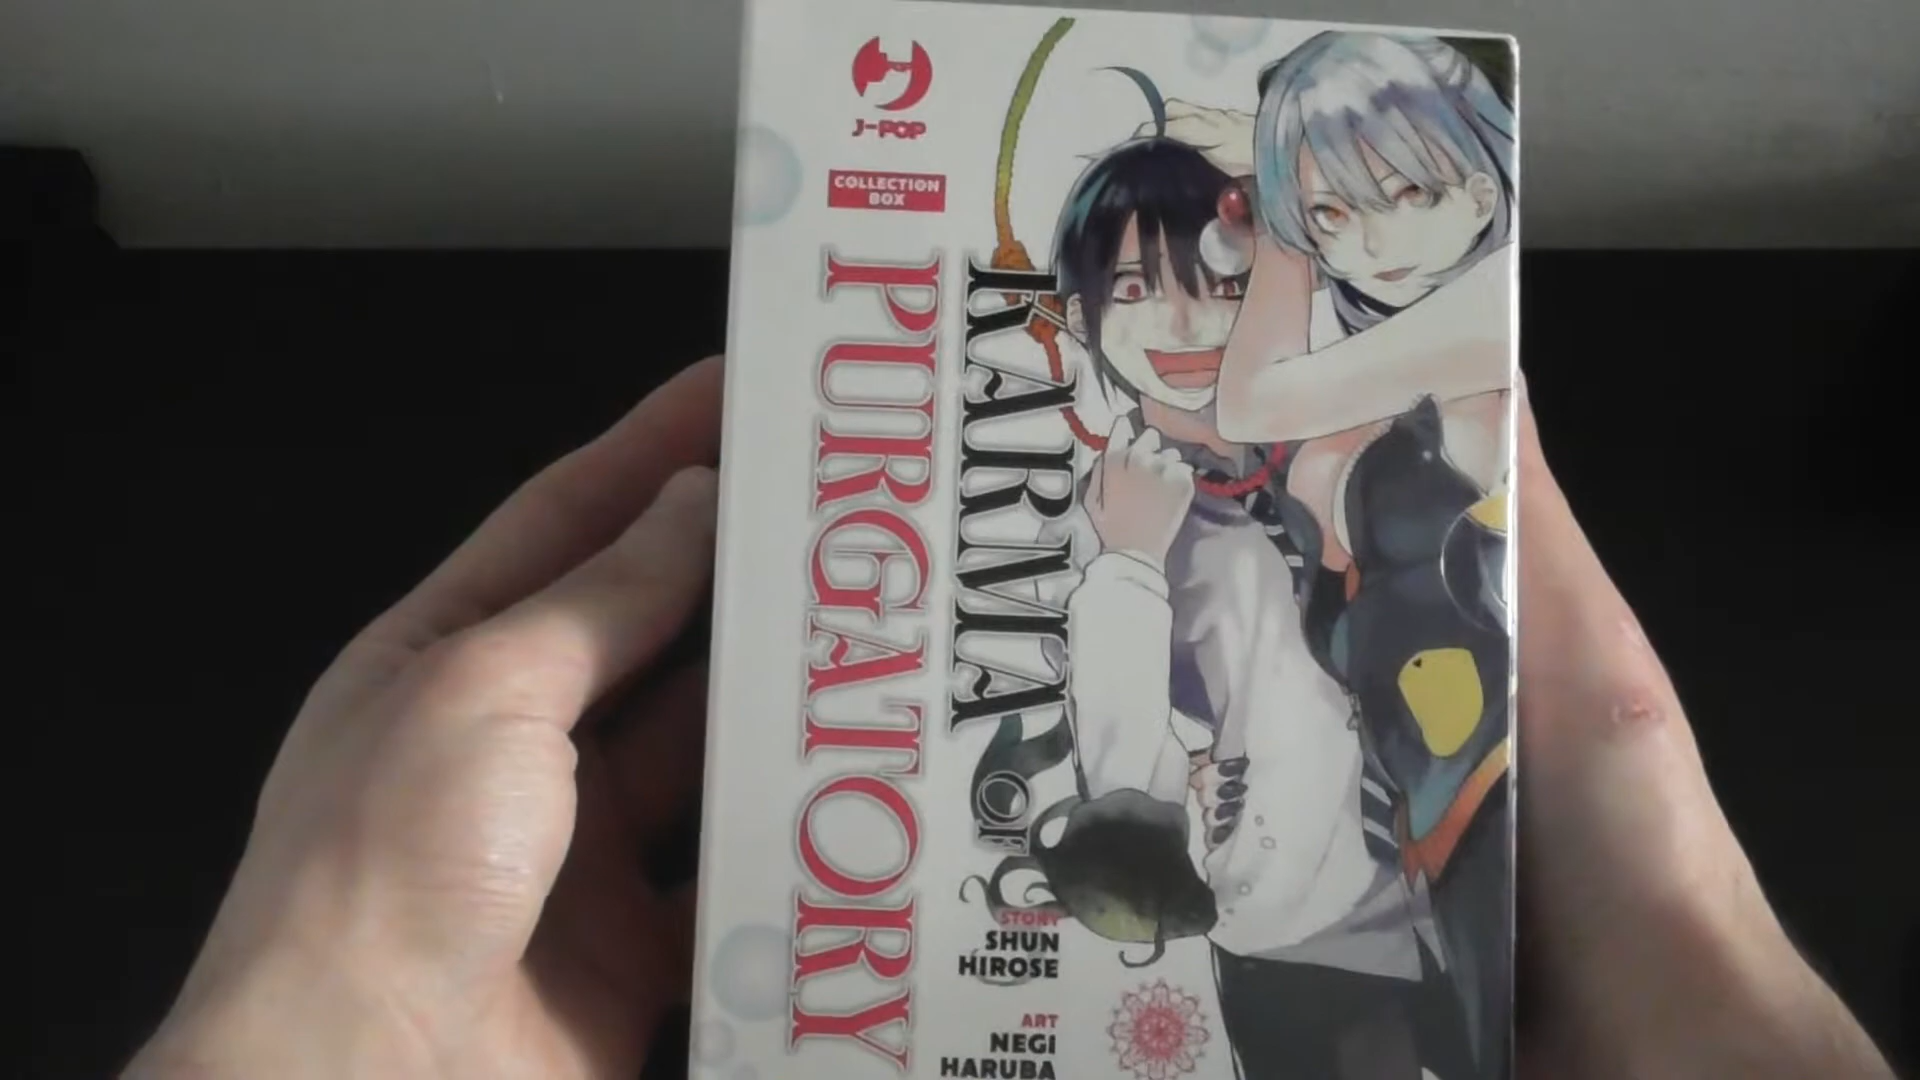 J-POP
COLLECTION
BOX
KARMA
OF
PURGATORY
STORY
SHUN
HIROSE
ART
NEGI
HARUBA